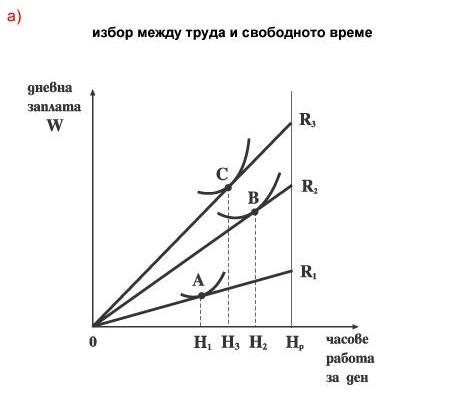 а)
избор между труда и свободното време
дневна
заплата
W
R₃
C
R₂
B
R₁
A
0
H₁ H₃ H₂ Hₚ
часове
работа
за ден